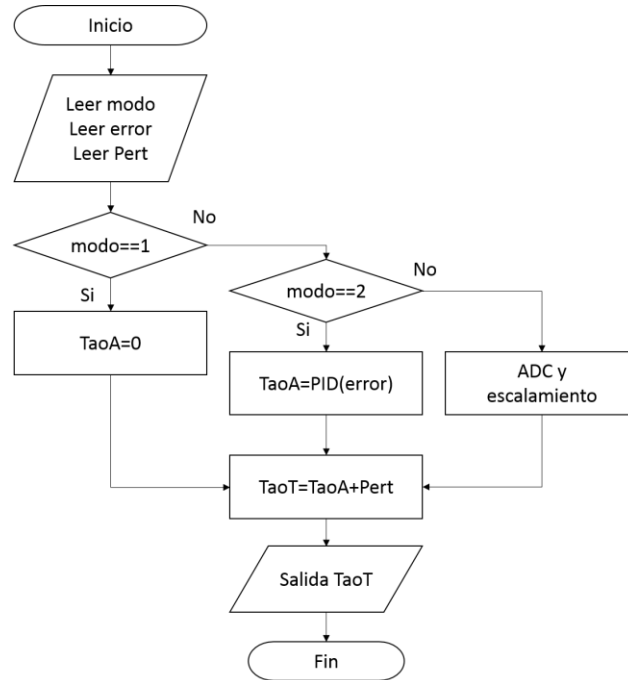 Inicio
Leer modo
Leer error
Leer Pert
No
modo==1
No
Si
modo==2
Si
TaoA=0
TaoA=PID(error)
ADC y
escalamiento
TaoT=TaoA+Pert
Salida TaoT
Fin